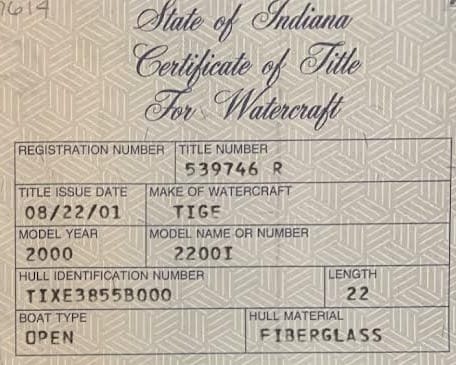 7614
State of Indiana
Certificate of Title
For Watercraft
REGISTRATION NUMBER TITLE NUMBER
539746 R
TITLE ISSUE DATE MAKE OF WATERCRAFT
08/22/01 TIGE
MODEL YEAR MODEL NAME OR NUMBER
2000 2200I
HULL IDENTIFICATION NUMBER LENGTH
TIXE3855B000 22
BOAT TYPE HULL MATERIAL
OPEN FIBERGLASS